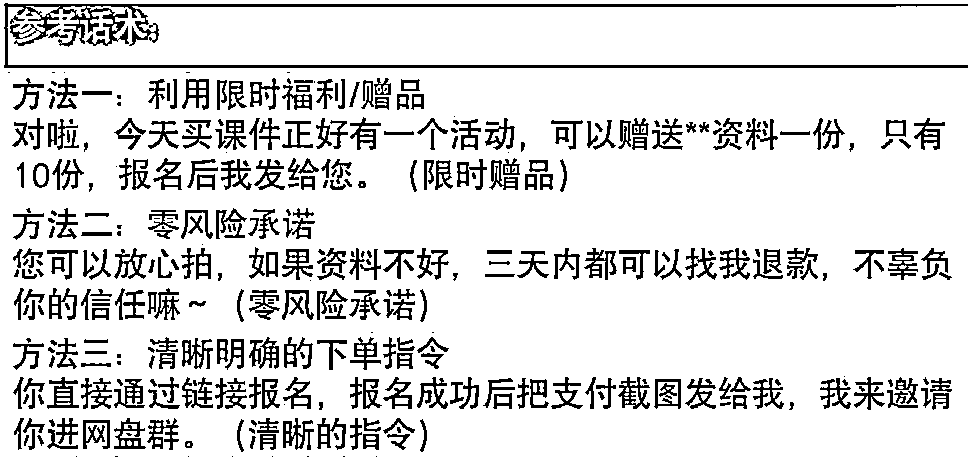 参考话术：
方法一：利用限时福利/赠品
对啦，今天买课件正好有一个活动，可以赠送**资料一份，只有
10份，报名后我发给您。（限时赠品）
方法二：零风险承诺
您可以放心拍，如果资料不好，三天内都可以找我退款，不辜负
你的信任嘛～（零风险承诺）
方法三：清晰明确的下单指令
你直接通过链接报名，报名成功后把支付截图发给我，我来邀请
你进网盘群。（清晰的指令）